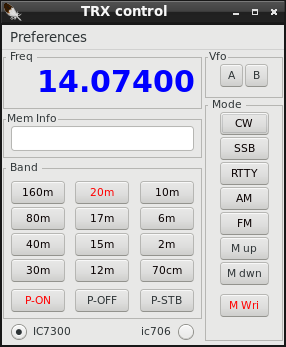 TRX control
Preferences
Freq
14.07400
Mem Info
Band
160m 20m 10m
80m 17m 6m
40m 15m 2m
30m 12m 70cm
P-ON P-OFF P-STB
IC7300 ic706
Vfo
A B
Mode
CW
SSB
RTTY
AM
FM
M up
M dwn
M Wri